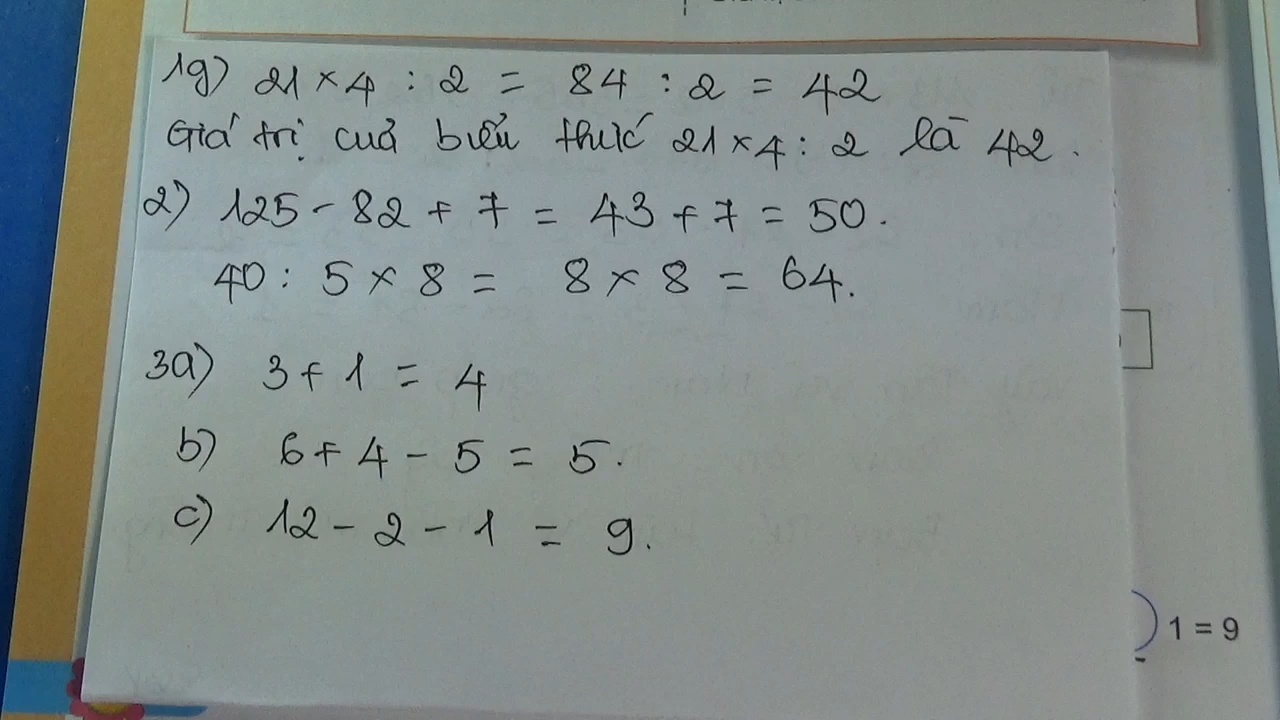 1g) 21 × 4 : 2 = 84 : 2 = 42
Giá trị của biểu thức 21 × 4 : 2 là 42.
2) 125 - 82 + 7 = 43 + 7 = 50.
40 : 5 × 8 = 8 × 8 = 64.
3a) 3 + 1 = 4
b) 6 + 4 - 5 = 5.
c) 12 - 2 - 1 = 9.
1 = 9